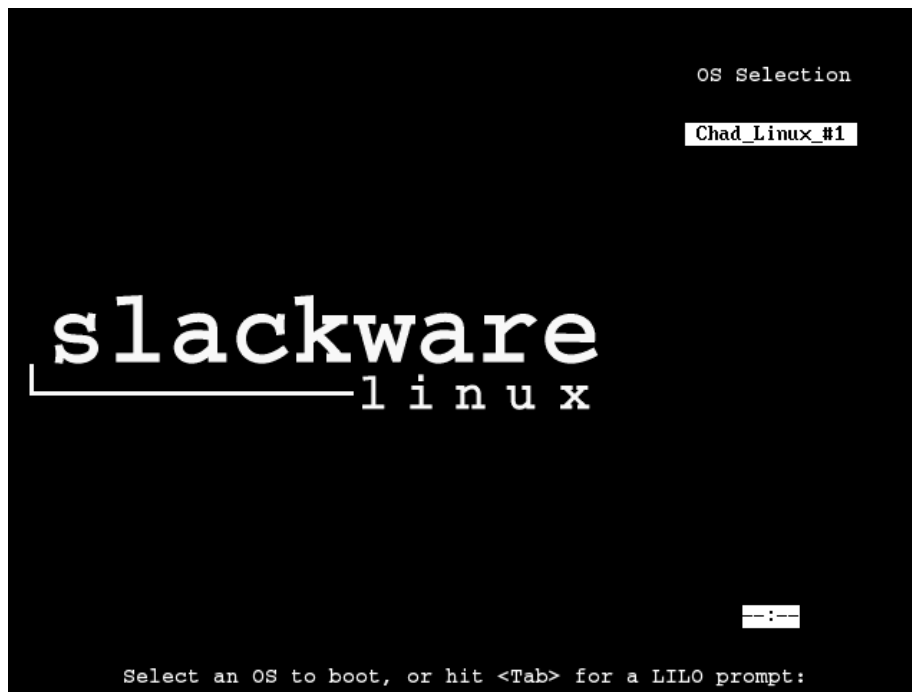 OS Selection
Chad_Linux_#1
slackware
linux
--:--
Select an OS to boot, or hit <Tab> for a LILO prompt: